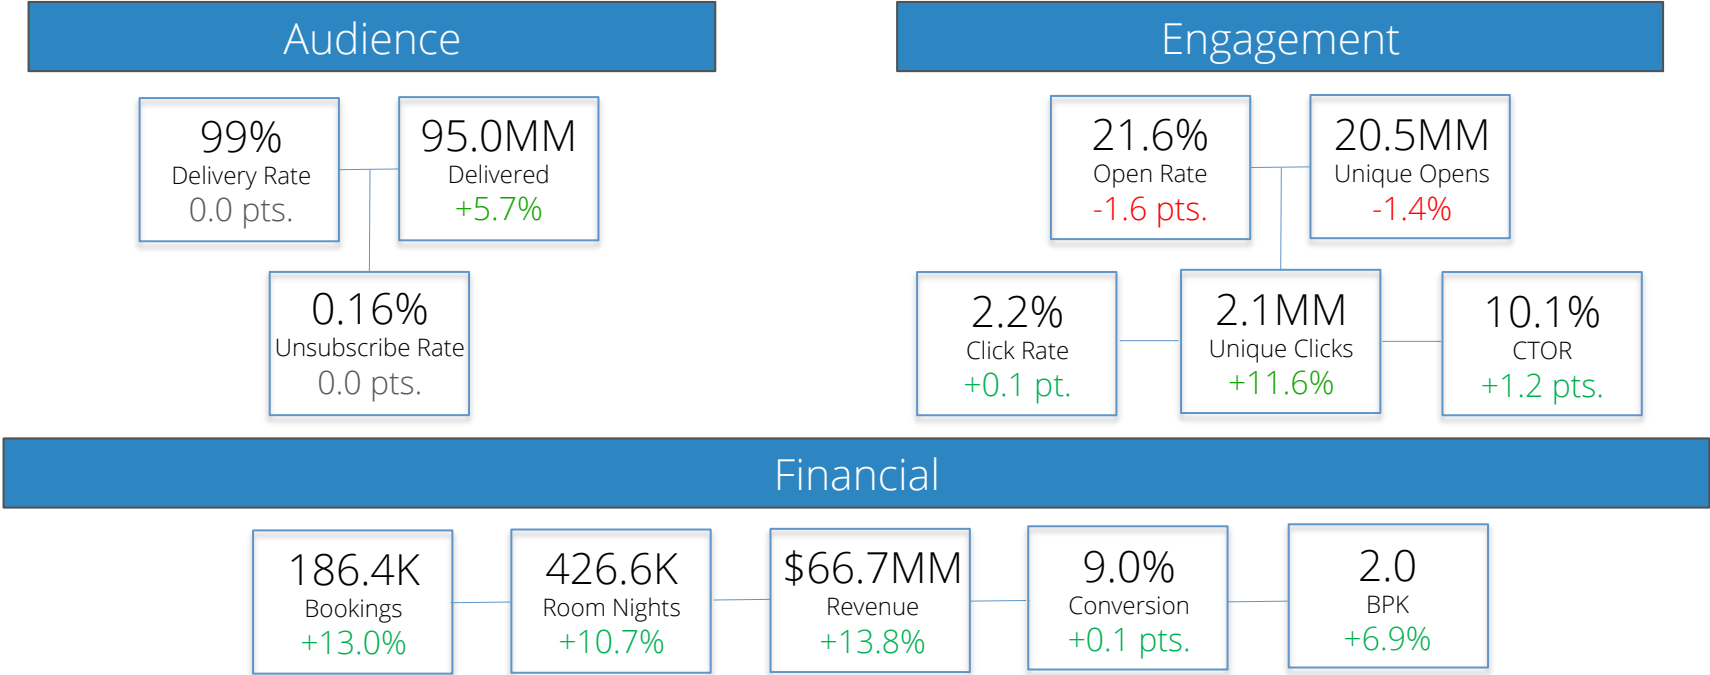 Audience
99%
Delivery Rate
0.0 pts.
95.0MM
Delivered
+5.7%
0.16%
Unsubscribe Rate
0.0 pts.
Engagement
21.6%
Open Rate
-1.6 pts.
20.5MM
Unique Opens
-1.4%
2.2%
Click Rate
+0.1 pt.
2.1MM
Unique Clicks
+11.6%
10.1%
CTOR
+1.2 pts.
Financial
186.4K
Bookings
+13.0%
426.6K
Room Nights
+10.7%
$66.7MM
Revenue
+13.8%
9.0%
Conversion
+0.1 pts.
2.0
BPK
+6.9%